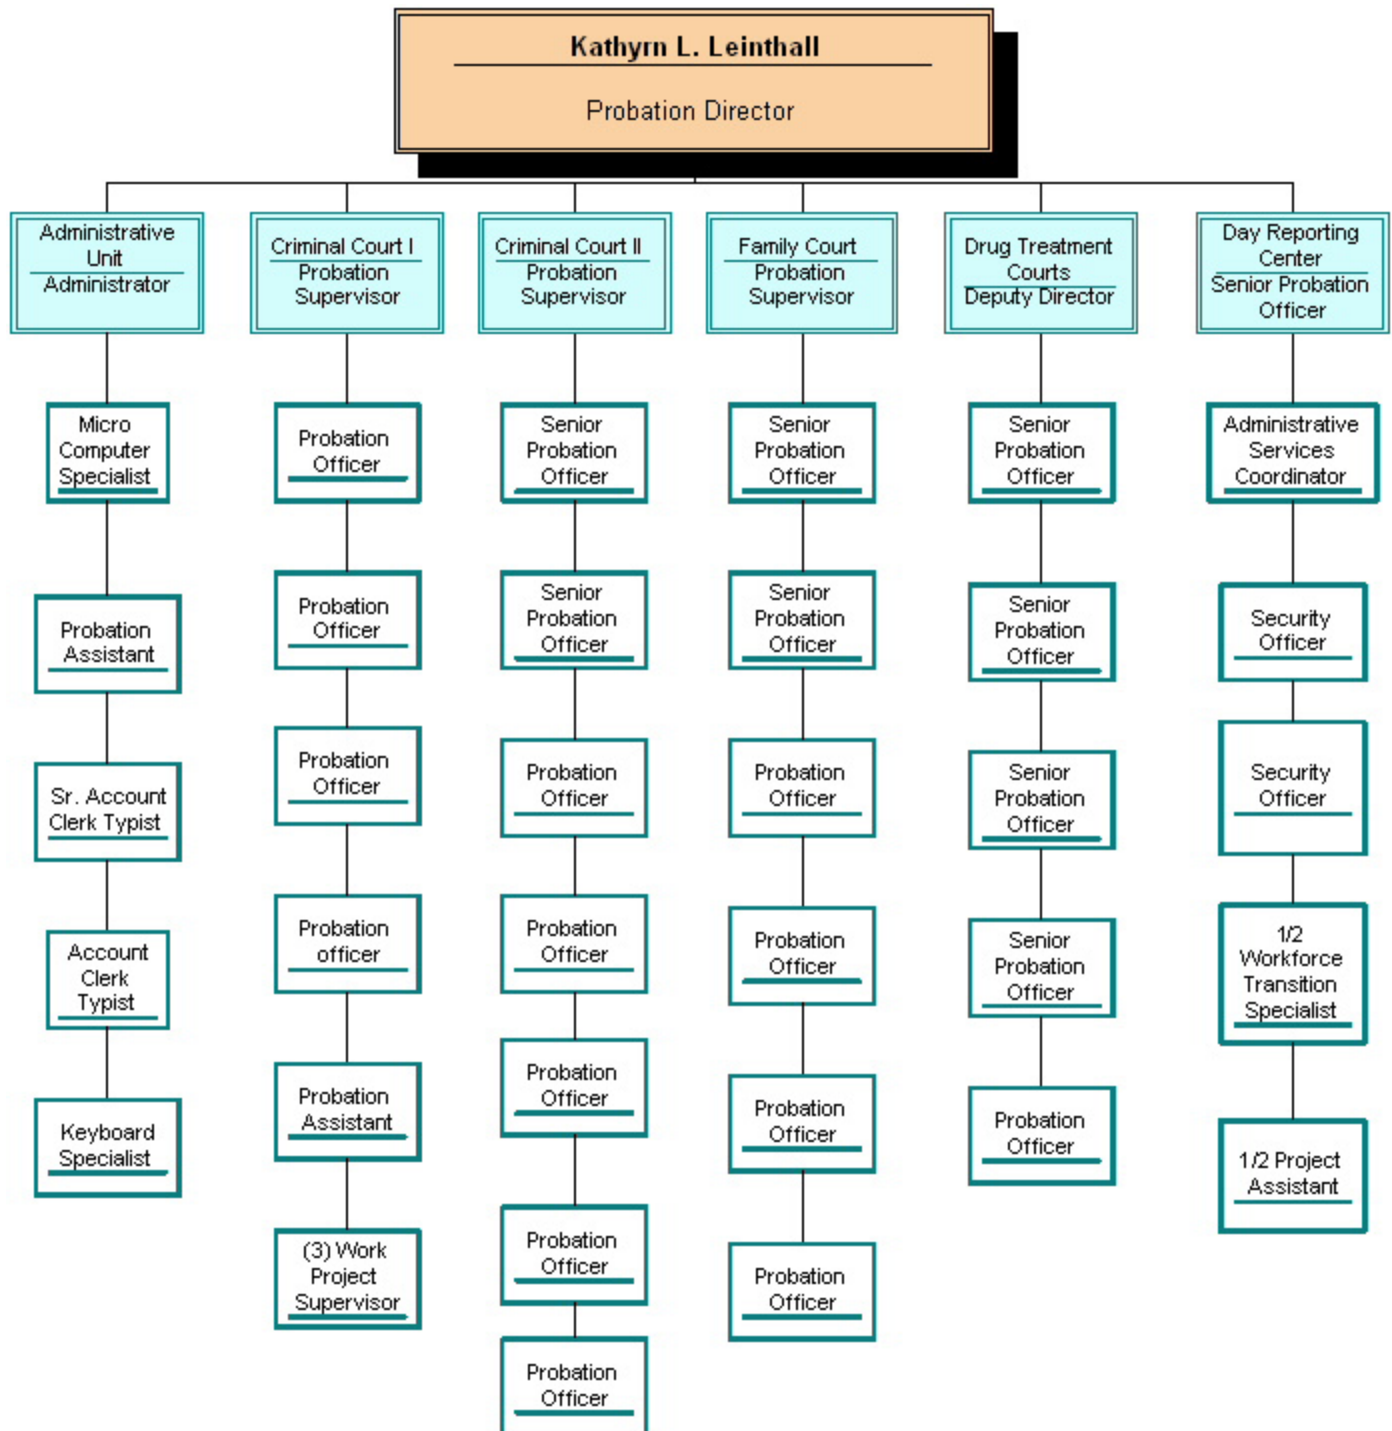 Kathyrn L. Leinthall
Probation Director
Administrative
Unit
Administrator
Criminal Court I
Probation
Supervisor
Criminal Court II
Probation
Supervisor
Family Court
Probation
Supervisor
Drug Treatment
Courts
Deputy Director
Day Reporting
Center
Senior Probation
Officer
Micro
Computer
Specialist
Probation
Assistant
Sr. Account
Clerk Typist
Account
Clerk
Typist
Keyboard
Specialist
Probation
Officer
Probation
Officer
Probation
Officer
Probation
officer
Probation
Assistant
(3) Work
Project
Supervisor
Senior
Probation
Officer
Senior
Probation
Officer
Probation
Officer
Probation
Officer
Probation
Officer
Probation
Officer
Probation
Officer
Senior
Probation
Officer
Senior
Probation
Officer
Probation
Officer
Probation
Officer
Probation
Officer
Probation
Officer
Senior
Probation
Officer
Senior
Probation
Officer
Senior
Probation
Officer
Senior
Probation
Officer
Probation
Officer
Administrative
Services
Coordinator
Security
Officer
Security
Officer
1/2
Workforce
Transition
Specialist
1/2 Project
Assistant